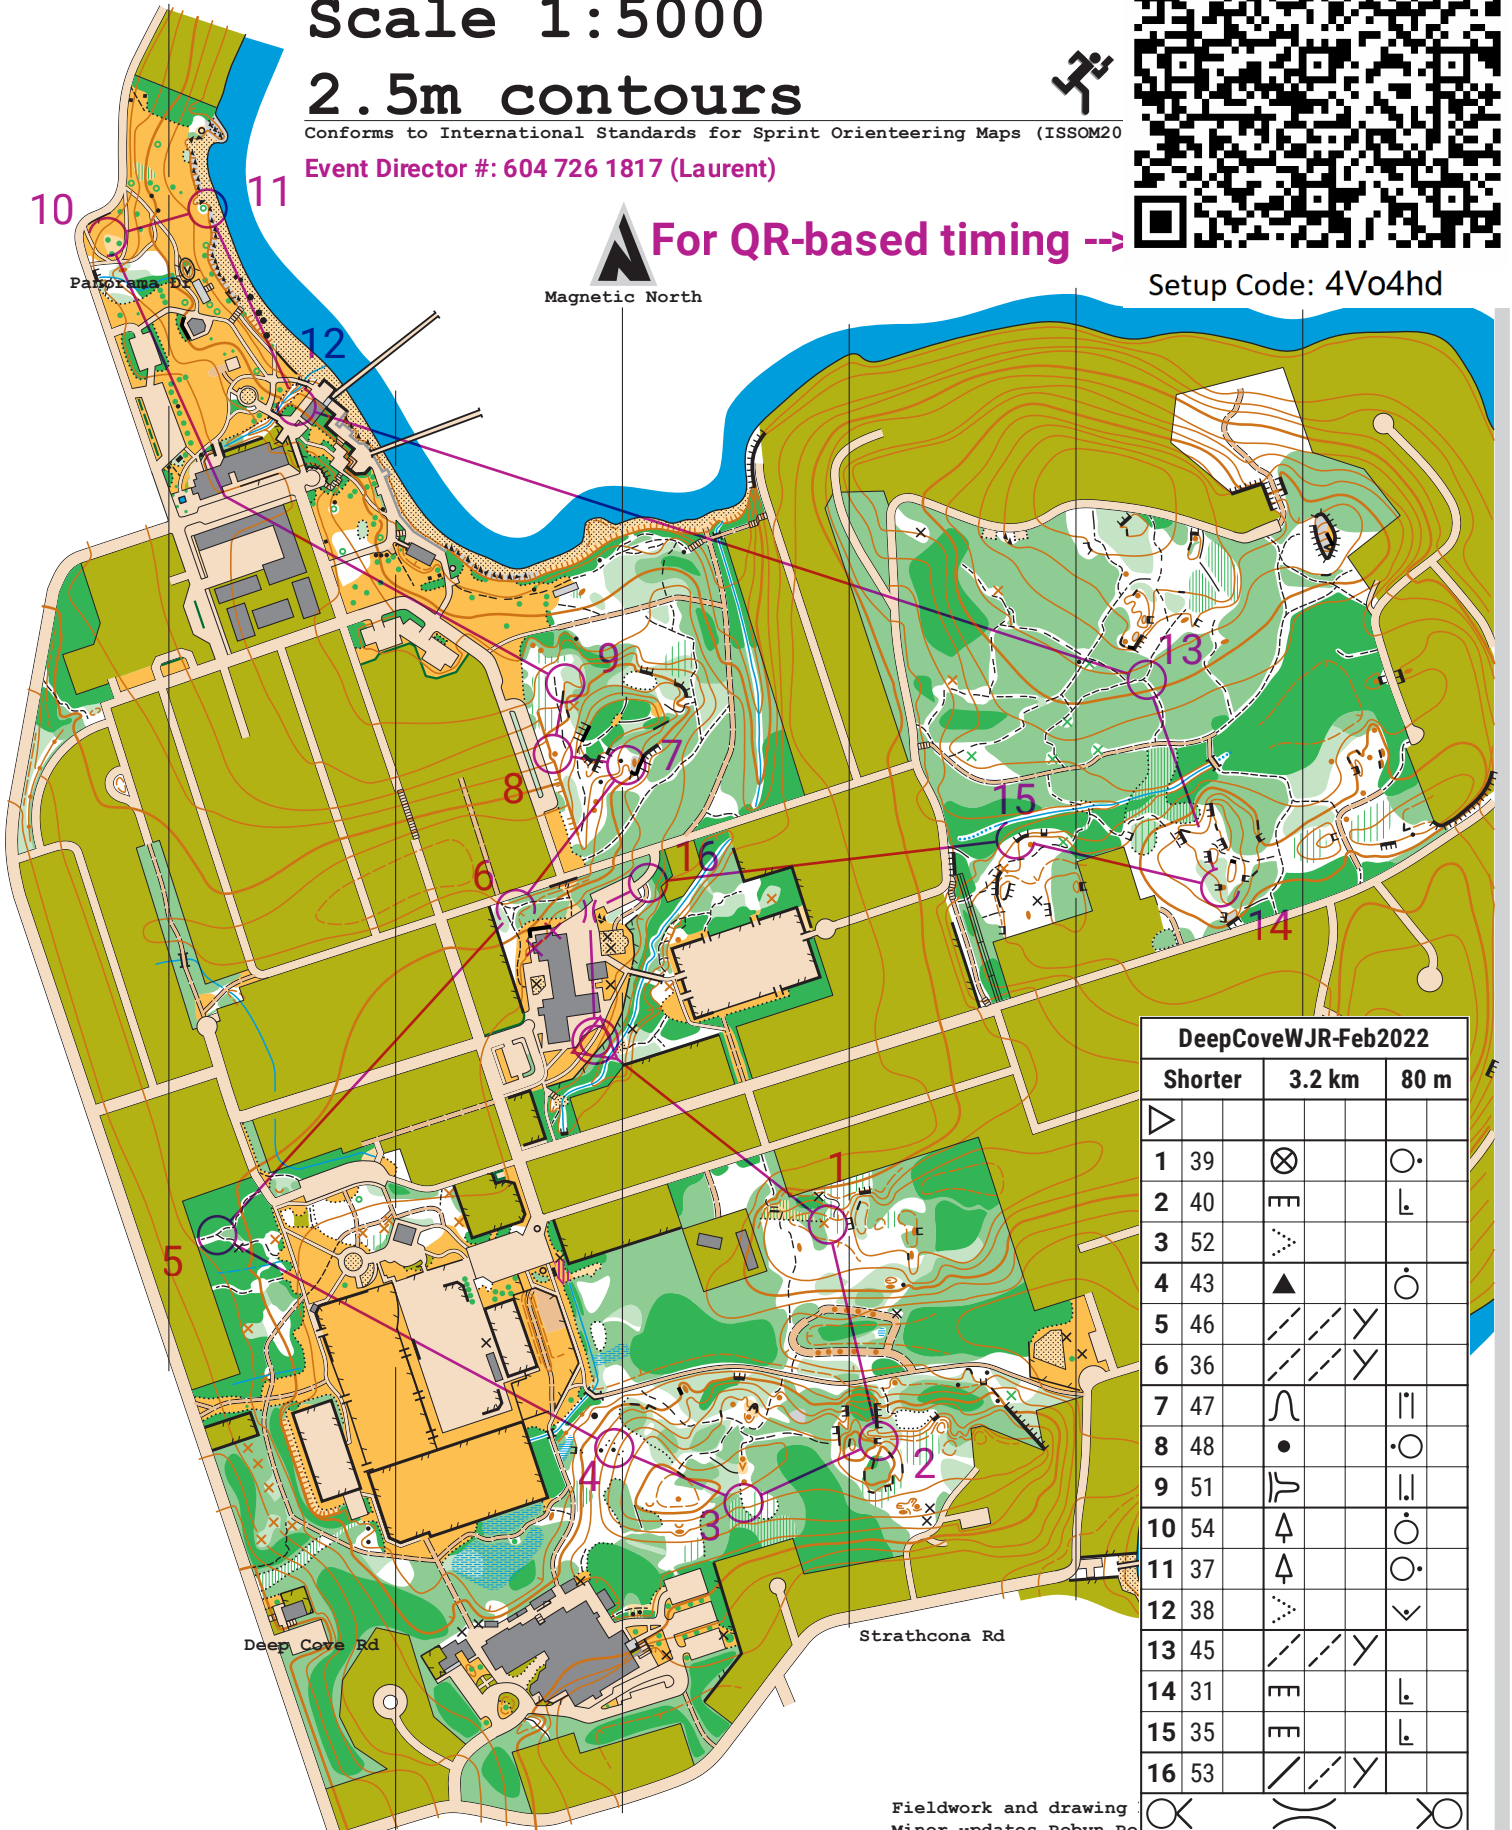 Scale 1:5000
2.5m contours
Conforms to International Standards for Sprint Orienteering Maps (ISSOM20
Event Director #: 604 726 1817 (Laurent)
For QR-based timing -->
Setup Code: 4Vo4hd
Magnetic North
10
11
Panorama Dr
12
9
13
7
8
15
16
6
14
1
5
2
4
3
Deep Cove Rd
Strathcona Rd
DeepCoveWJR-Feb2022
Shorter 3.2 km 80 m
1 39
2 40
3 52
4 43
5 46
6 36
7 47
8 48
9 51
10 54
11 37
12 38
13 45
14 31
15 35
16 53
Fieldwork and drawing
Minor updates Robyn